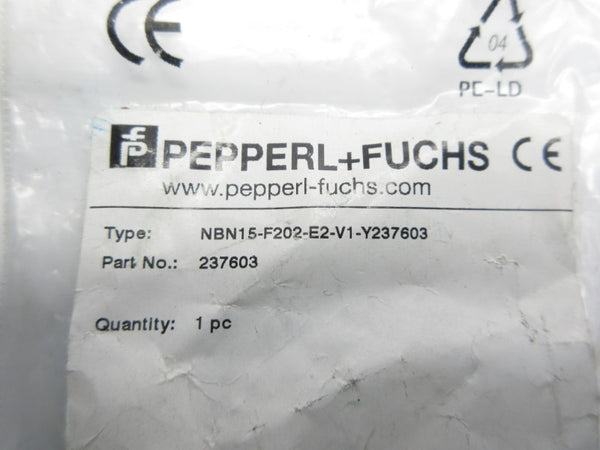 CE
04
PE-LD
PEPPERL+FUCHS CE
www.pepperl-fuchs.com
Type: NBN15-F202-E2-V1-Y237603
Part No.: 237603
Quantity: 1 pc